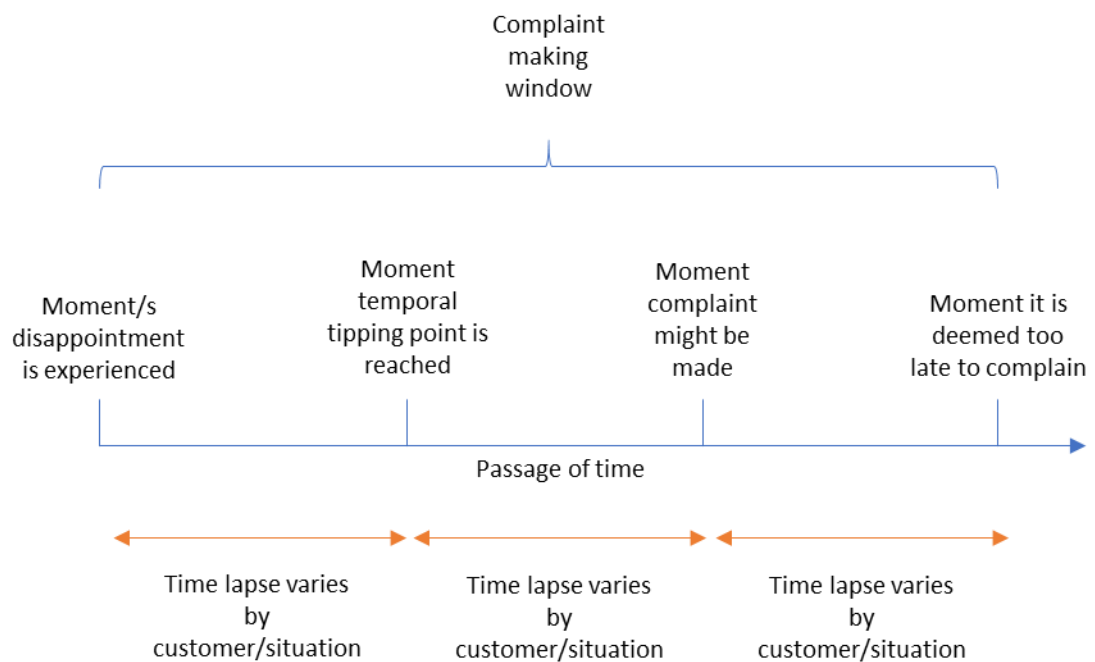 Complaint
making
window
Moment/s
disappointment
is experienced
Moment
temporal
tipping point is
reached
Moment
complaint
might be
made
Moment it is
deemed too
late to complain
Passage of time
Time lapse varies
by
customer/situation
Time lapse varies
by
customer/situation
Time lapse varies
by
customer/situation